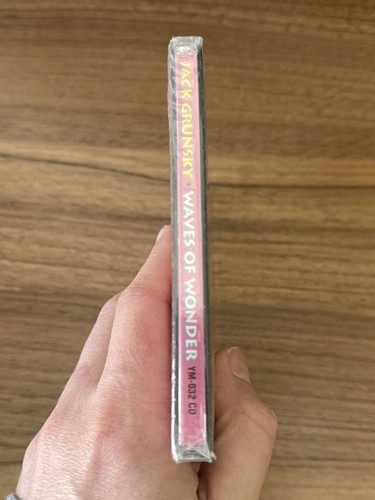 JACK GRUNSKY • WAVES OF WONDER YM-032 CD